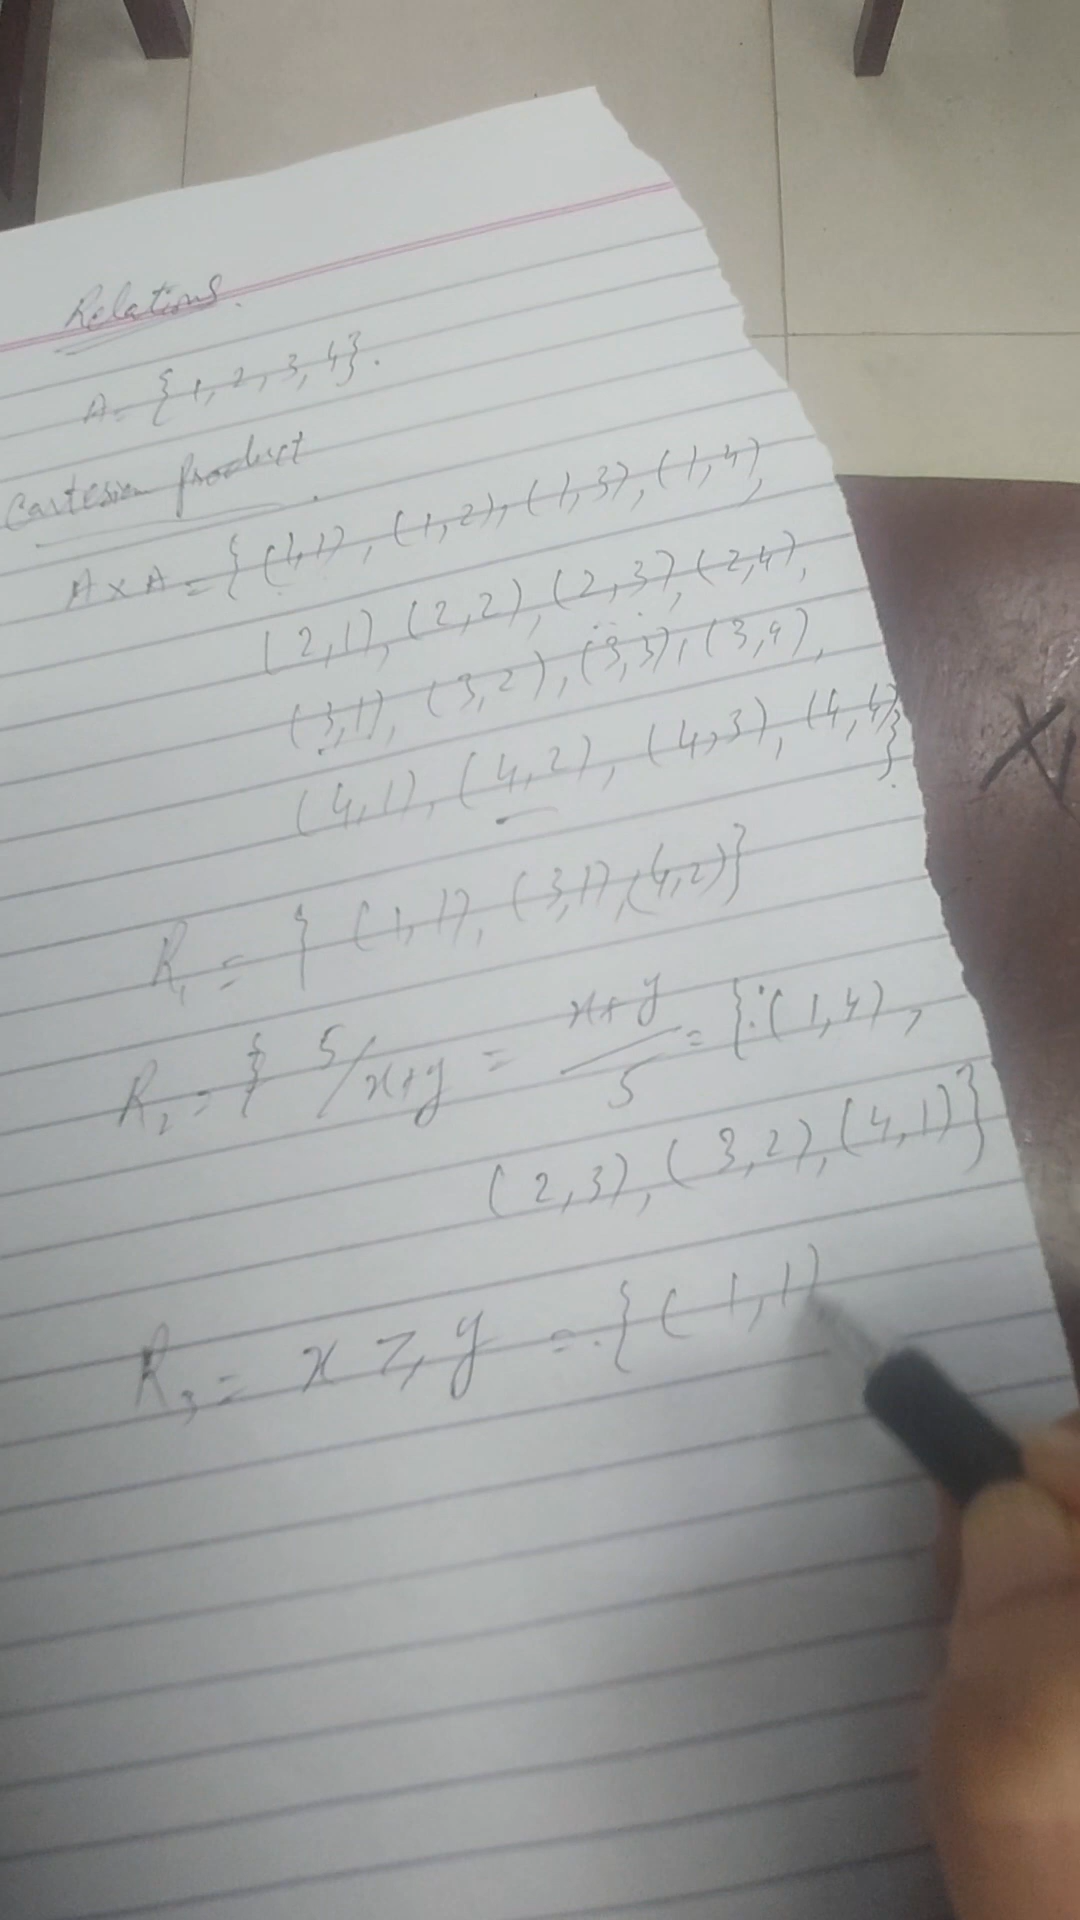 Relations.
A = {1, 2, 3, 4}.
Cartesian Product
A × A = {(1,1), (1,2), (1,3), (1,4),
(2,1), (2,2), (2,3), (2,4),
(3,1), (3,2), (3,3), (3,4),
(4,1), (4,2), (4,3), (4,4)}
R₁ = { (1,1), (3,1), (4,2)}
R₂ = { 5/x+y = x+y/5 = {(1,4),
(2,3), (3,2), (4,1)}
R₃ = x ≥ y = {(1,1)